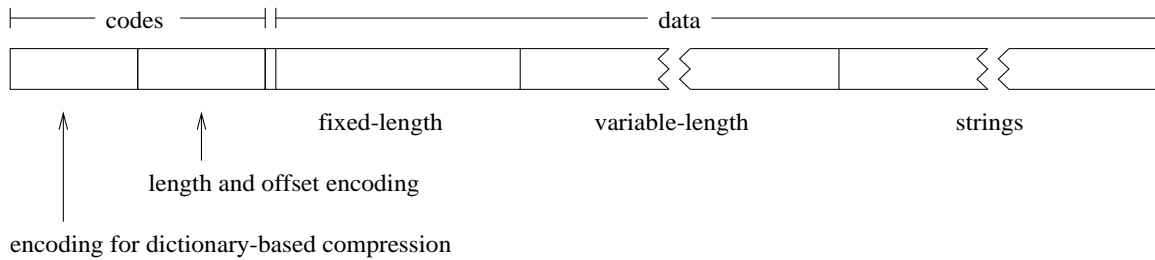 codes
data
fixed-length
variable-length
strings
length and offset encoding
encoding for dictionary-based compression